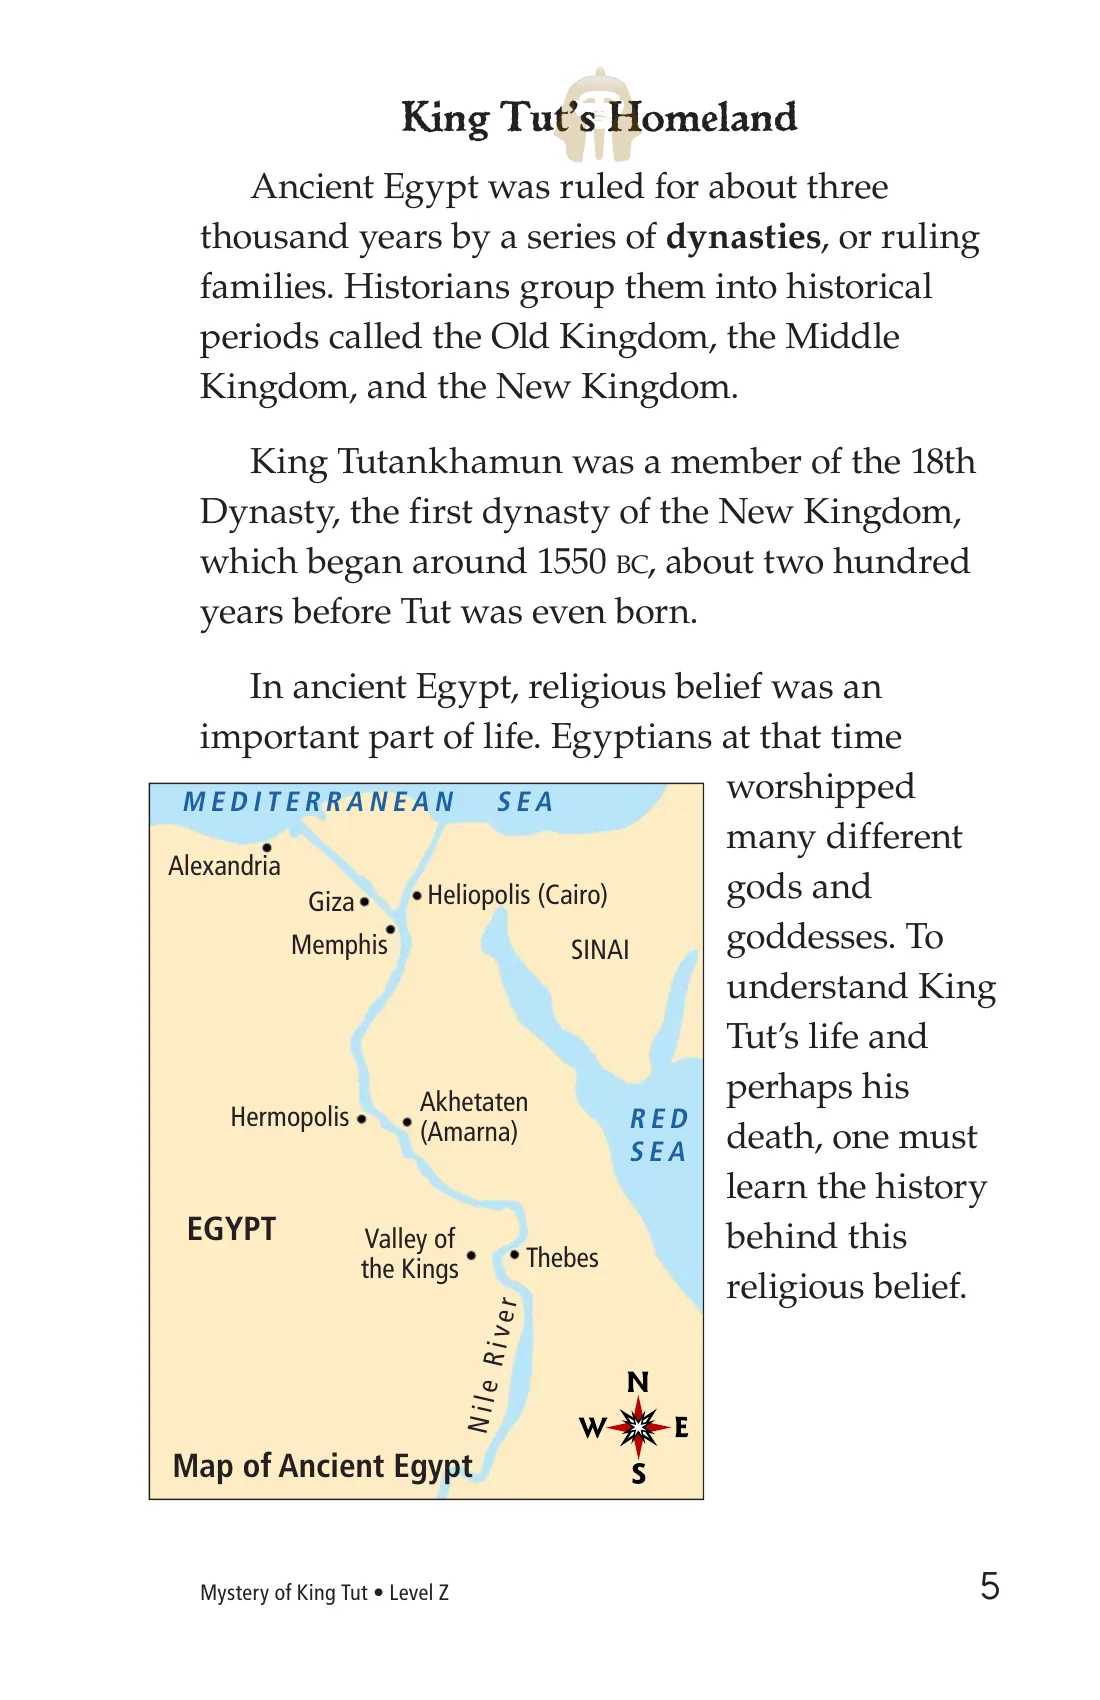 King Tut's Homeland
Ancient Egypt was ruled for about three
thousand years by a series of dynasties, or ruling
families. Historians group them into historical
periods called the Old Kingdom, the Middle
Kingdom, and the New Kingdom.
King Tutankhamun was a member of the 18th
Dynasty, the first dynasty of the New Kingdom,
which began around 1550 BC, about two hundred
years before Tut was even born.
In ancient Egypt, religious belief was an
important part of life. Egyptians at that time
worshipped
many different
gods and
goddesses. To
understand King
Tut's life and
perhaps his
death, one must
learn the history
behind this
religious belief.
MEDITERRANEAN SEA
Alexandria
Giza
Heliopolis (Cairo)
Memphis
SINAI
Hermopolis
Akhetaten
(Amarna)
RED
SEA
EGYPT
Valley of
the Kings
Thebes
Nile River
N
W E
S
Map of Ancient Egypt
Mystery of King Tut • Level Z
5